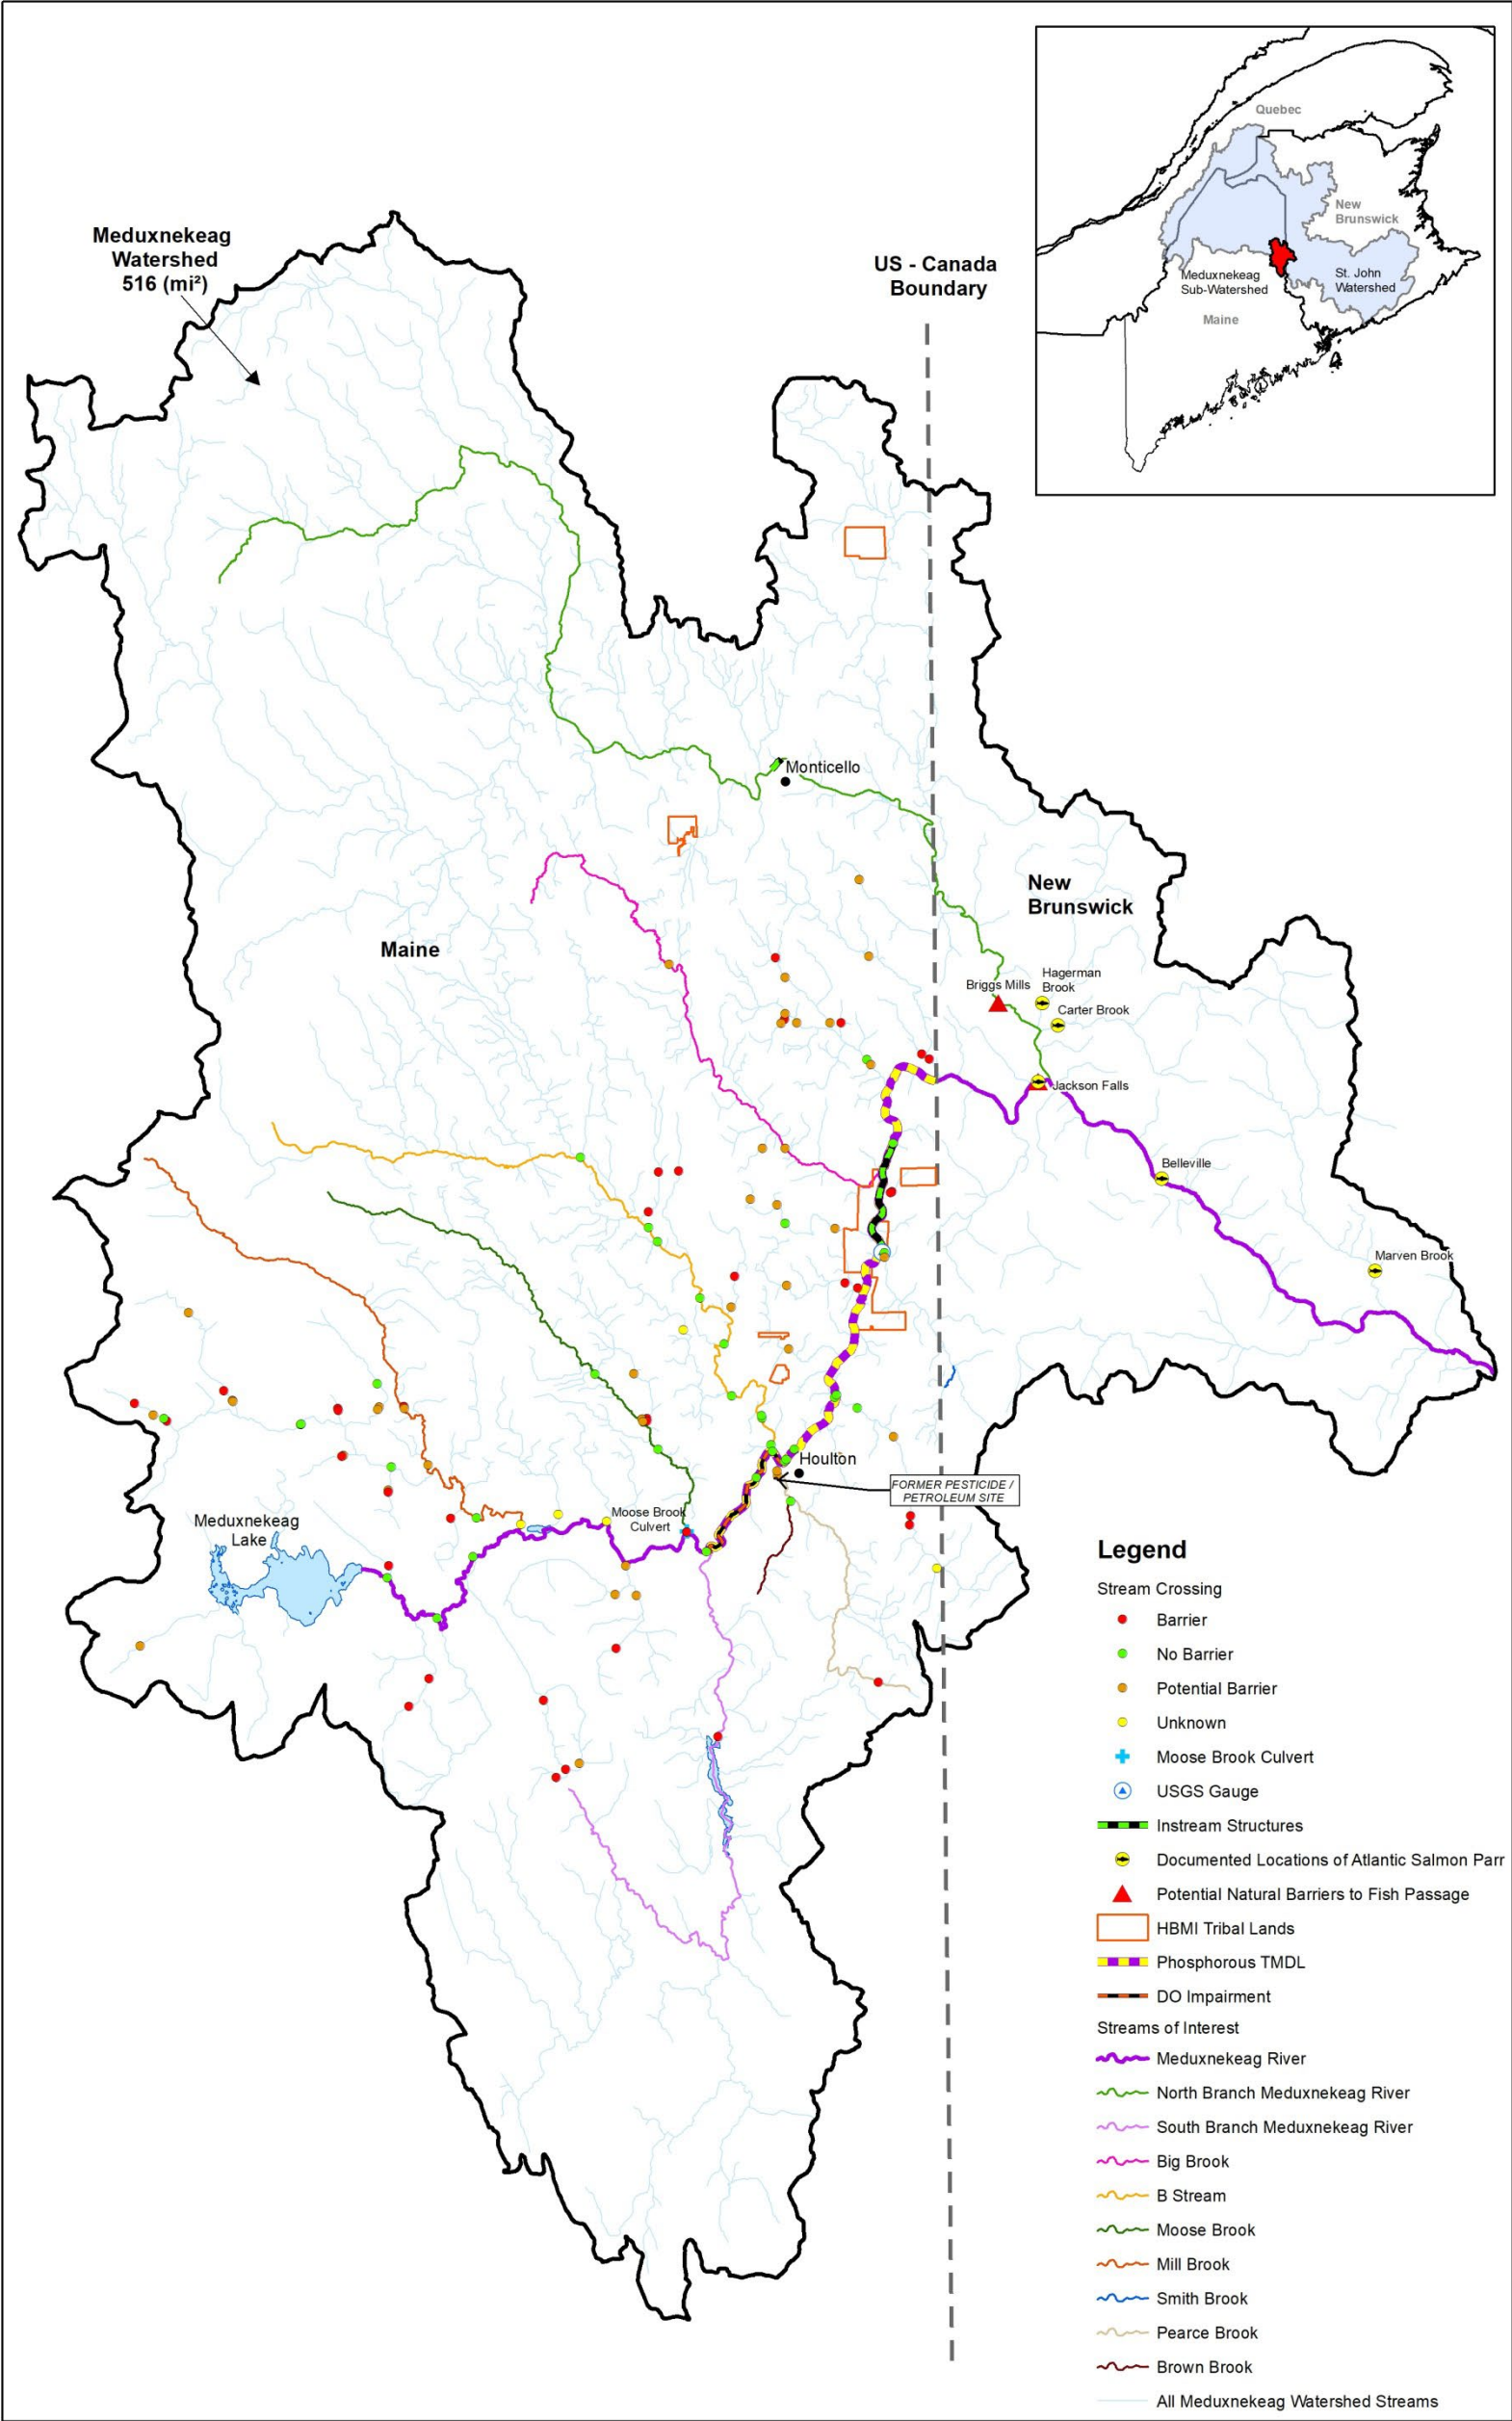 Quebec
New
Brunswick
Meduxnekeag
Sub-Watershed
St. John
Watershed
Maine
Meduxnekeag
Watershed
516 (mi²)
US - Canada
Boundary
Monticello
New
Brunswick
Maine
Briggs Mills
Hagerman
Brook
Carter Brook
Jackson Falls
Belleville
Marven Brook
Houlton
FORMER PESTICIDE /
PETROLEUM SITE
Moose Brook
Culvert
Meduxnekeag
Lake
Legend
Stream Crossing
Barrier
No Barrier
Potential Barrier
Unknown
Moose Brook Culvert
USGS Gauge
Instream Structures
Documented Locations of Atlantic Salmon Parr
Potential Natural Barriers to Fish Passage
HBMI Tribal Lands
Phosphorous TMDL
DO Impairment
Streams of Interest
Meduxnekeag River
North Branch Meduxnekeag River
South Branch Meduxnekeag River
Big Brook
B Stream
Moose Brook
Mill Brook
Smith Brook
Pearce Brook
Brown Brook
All Meduxnekeag Watershed Streams